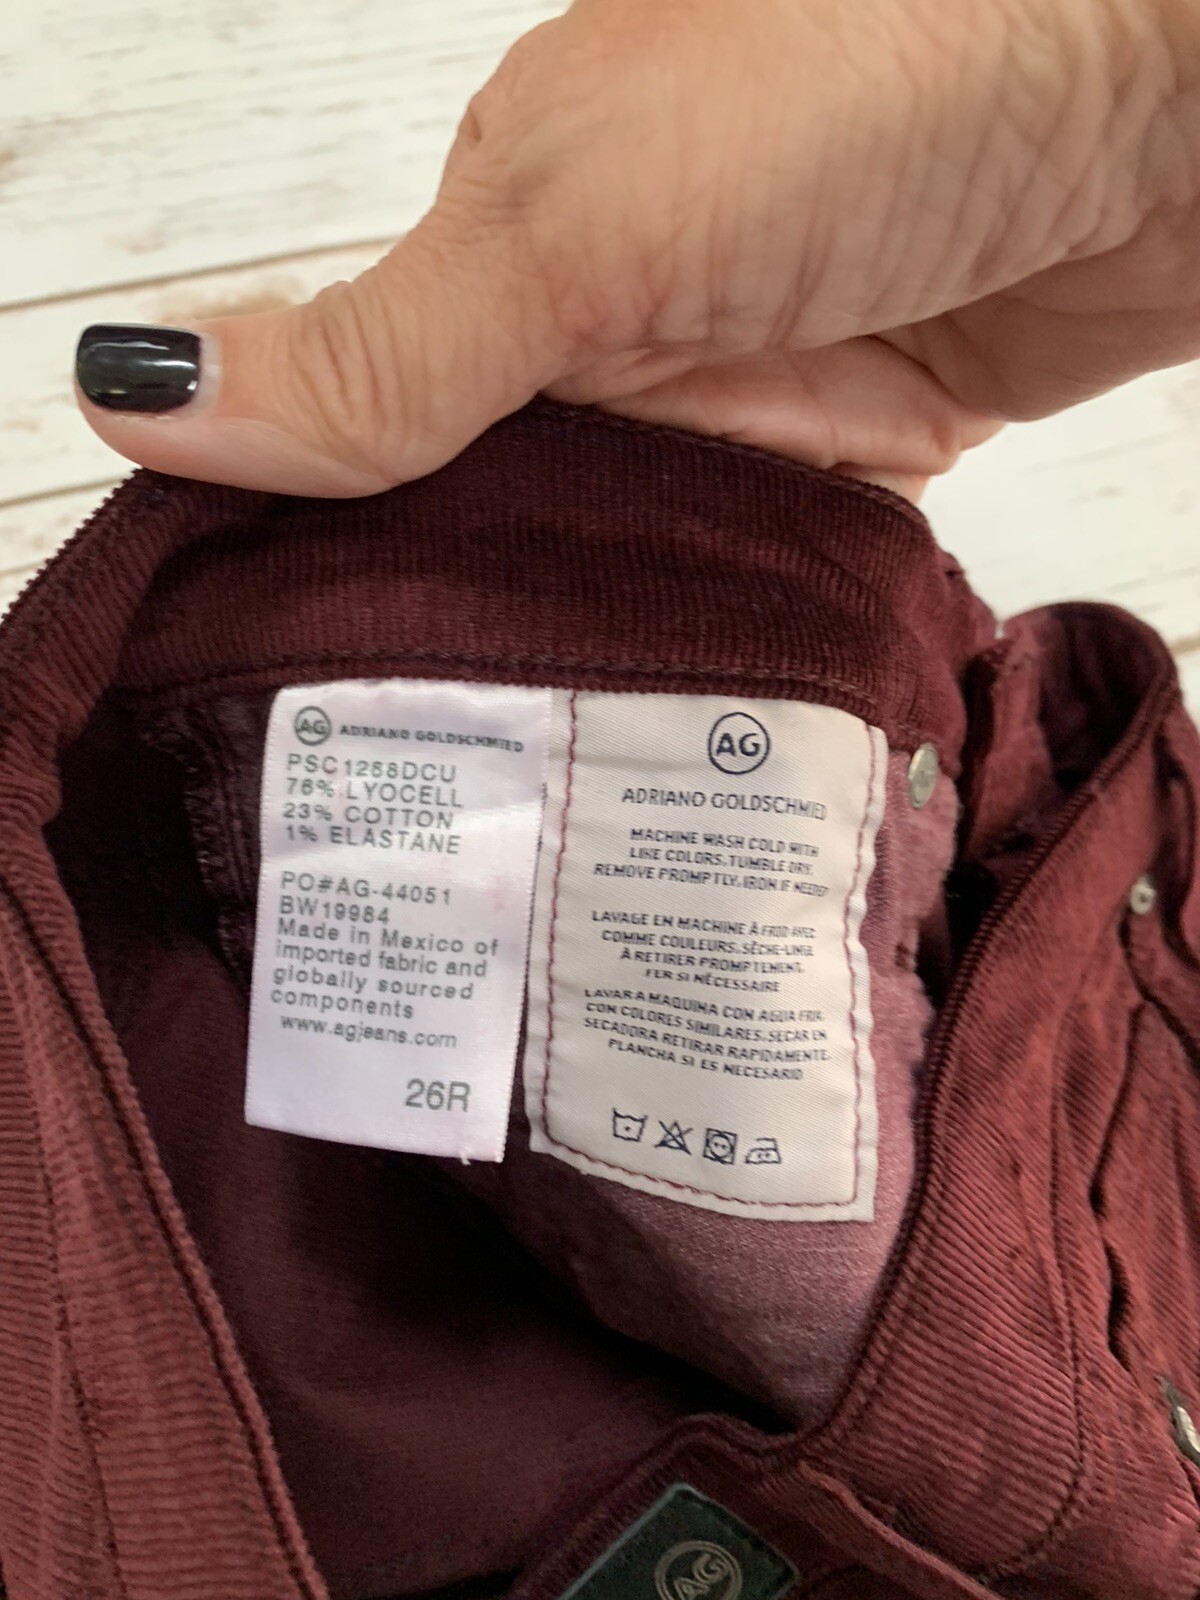 AG ADRIANO GOLDSCHMIED
PSC1268DCU
76% LYOCELL
23% COTTON
1% ELASTANE
PO#AG-44051
BW19984
Made in Mexico of
imported fabric and
globally sourced
components
www.agjeans.com
26R
AG
ADRIANO GOLDSCHMIED
MACHINE WASH COLD WITH
LIKE COLORS, TUMBLE DRY,
REMOVE PROMPTLY, IRON IF NEEDED
LAVAGE EN MACHINE À FROID AVEC
COMME COULEURS, SÈCHE-LINGE
À RETIRER PROMPTEMENT,
FER SI NÉCESSAIRE
LAVAR A MAQUINA CON AGUA FRIA,
CON COLORES SIMILARES, SECAR EN
SECADORA RETIRAR RAPIDAMENTE,
PLANCHA SI ES NECESARIO
AG